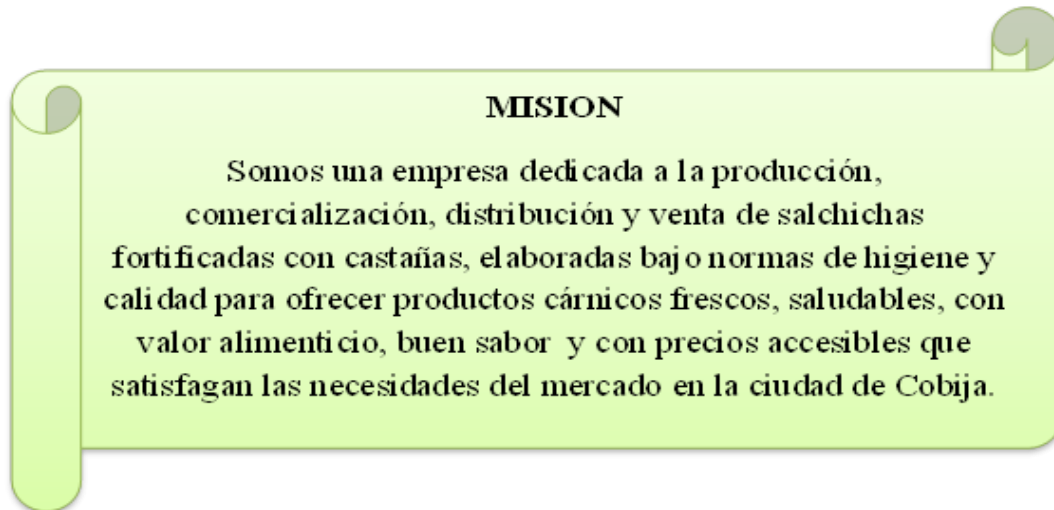 MISION
Somos una empresa dedicada a la producción,
comercialización, distribución y venta de salchichas
fortificadas con castañas, elaboradas bajo normas de higiene y
calidad para ofrecer productos cárnicos frescos, saludables, con
valor alimenticio, buen sabor y con precios accesibles que
satisfagan las necesidades del mercado en la ciudad de Cobija.